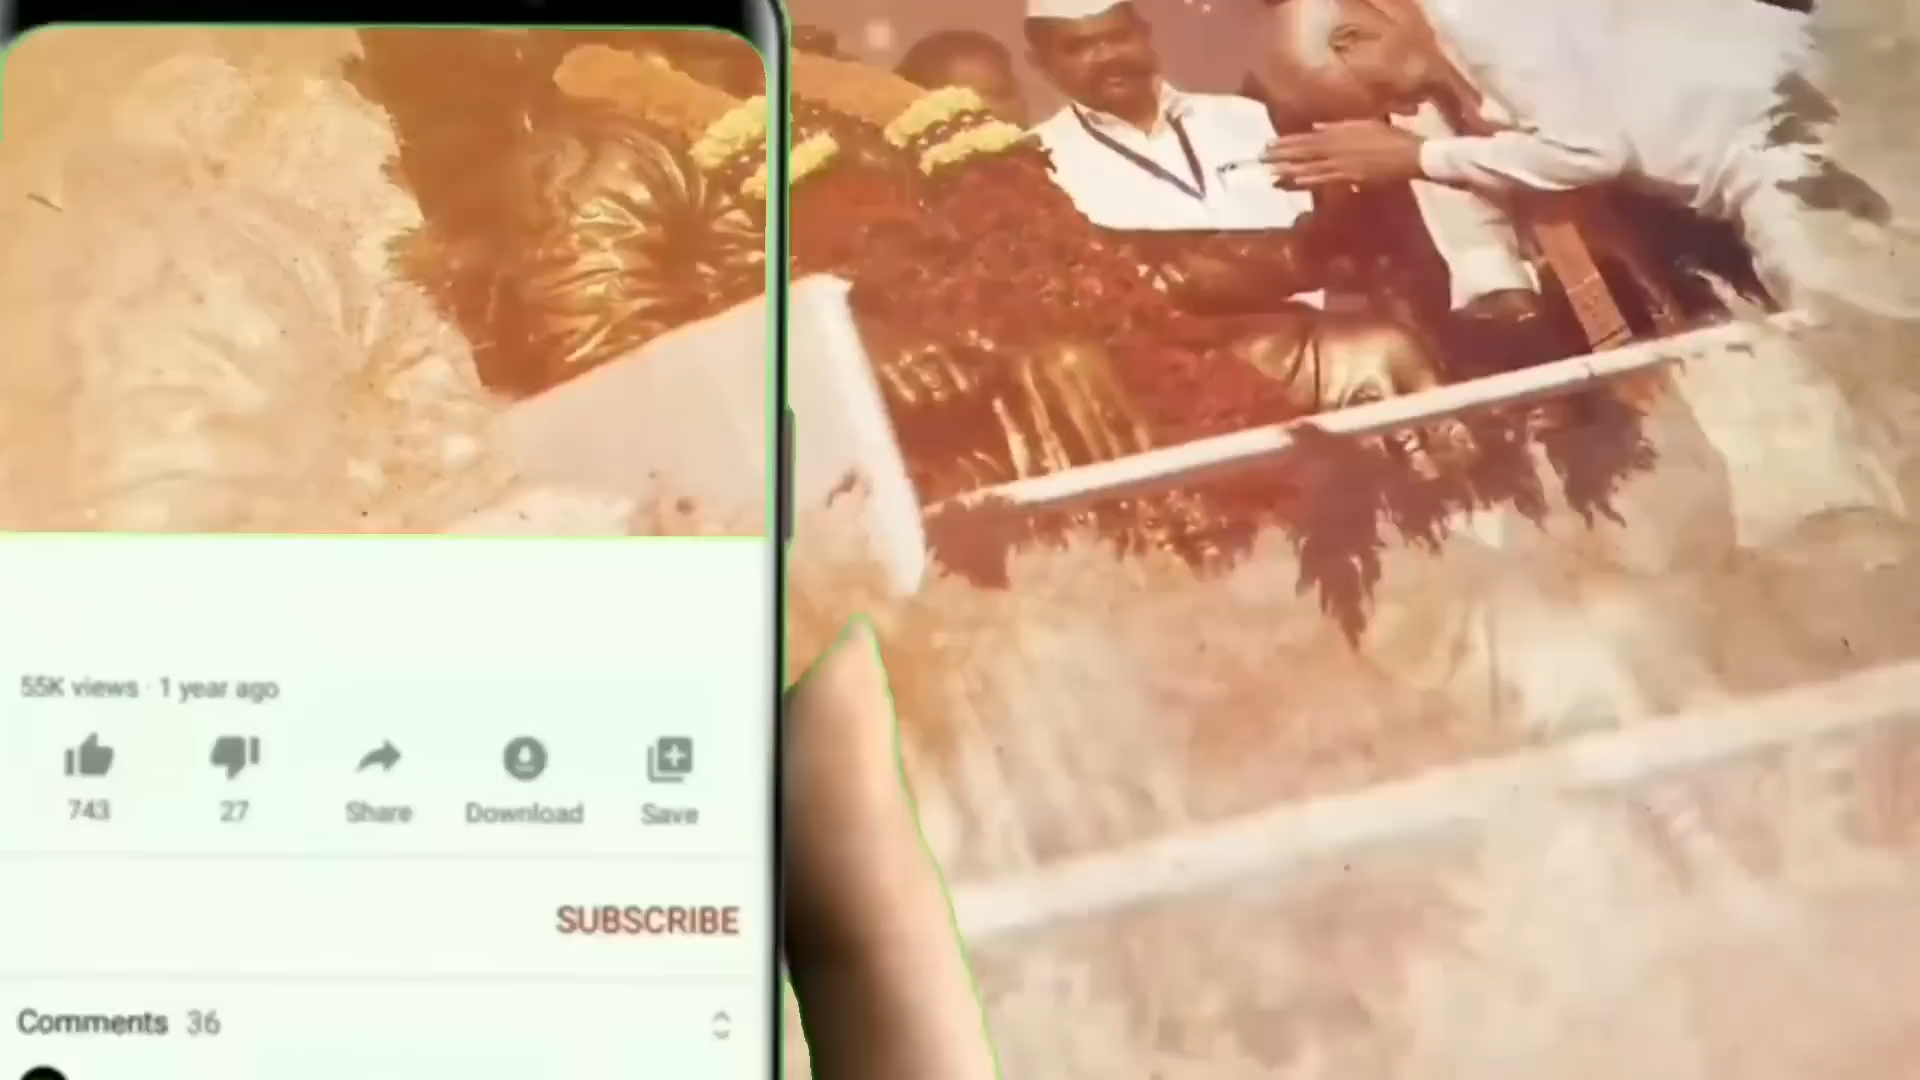 55K views · 1 year ago
743
27
Share
Download
Save
SUBSCRIBE
Comments 36